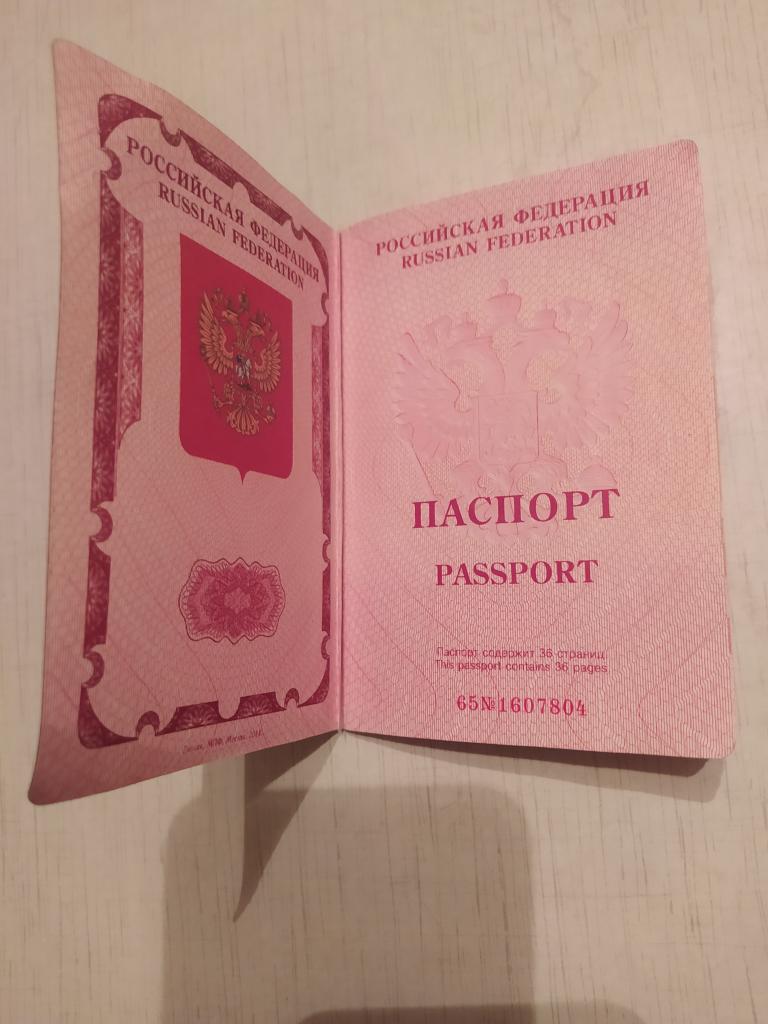 РОССИЙСКАЯ ФЕДЕРАЦИЯ
RUSSIAN FEDERATION
РОССИЙСКАЯ ФЕДЕРАЦИЯ
RUSSIAN FEDERATION
ПАСПОРТ
PASSPORT
Паспорт содержит 36 страниц
This passport contains 36 pages
65№1607804